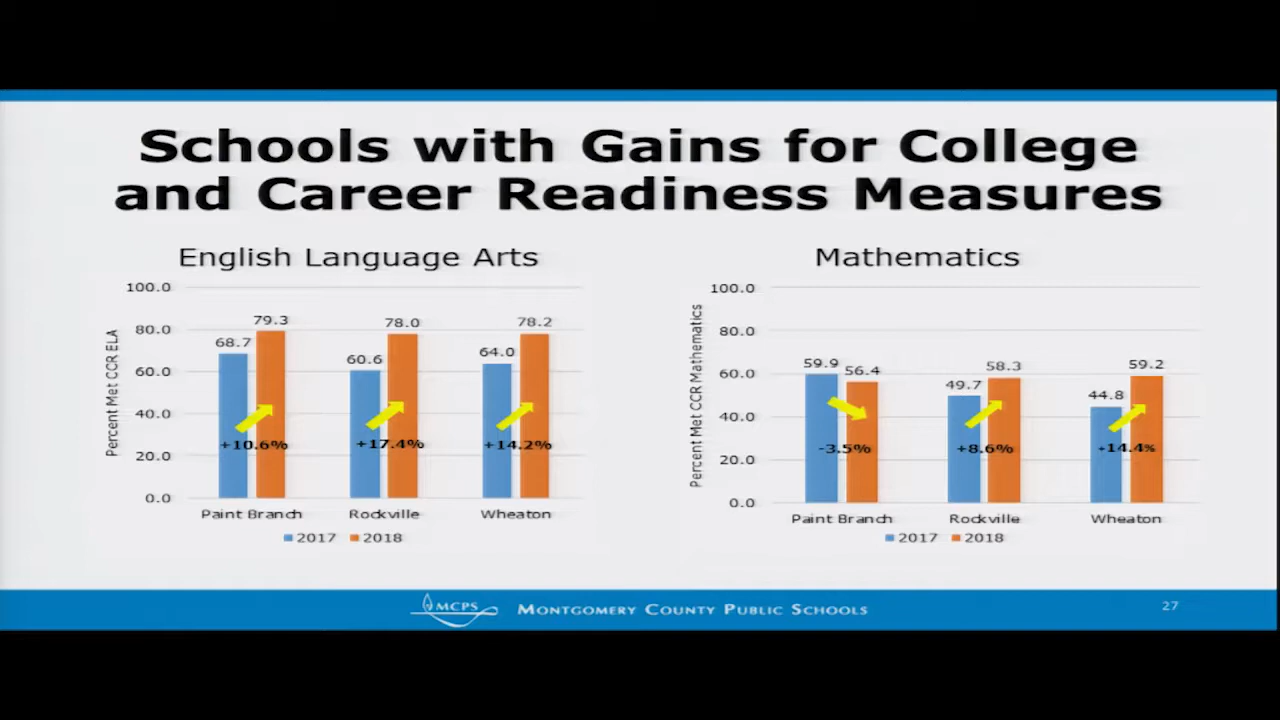 Schools with Gains for College
and Career Readiness Measures
English Language Arts
Percent Met CCR ELA
100.0
80.0
60.0
40.0
20.0
0.0
68.7
79.3
60.6
78.0
64.0
78.2
+10.6%
+17.4%
+14.2%
Paint Branch
Rockville
Wheaton
2017
2018
Mathematics
Percent Met CCR Mathematics
100.0
80.0
60.0
40.0
20.0
0.0
59.9
56.4
49.7
58.3
44.8
59.2
-3.5%
+8.6%
+14.4%
Paint Branch
Rockville
Wheaton
2017
2018
MCPS
MONTGOMERY COUNTY PUBLIC SCHOOLS
27